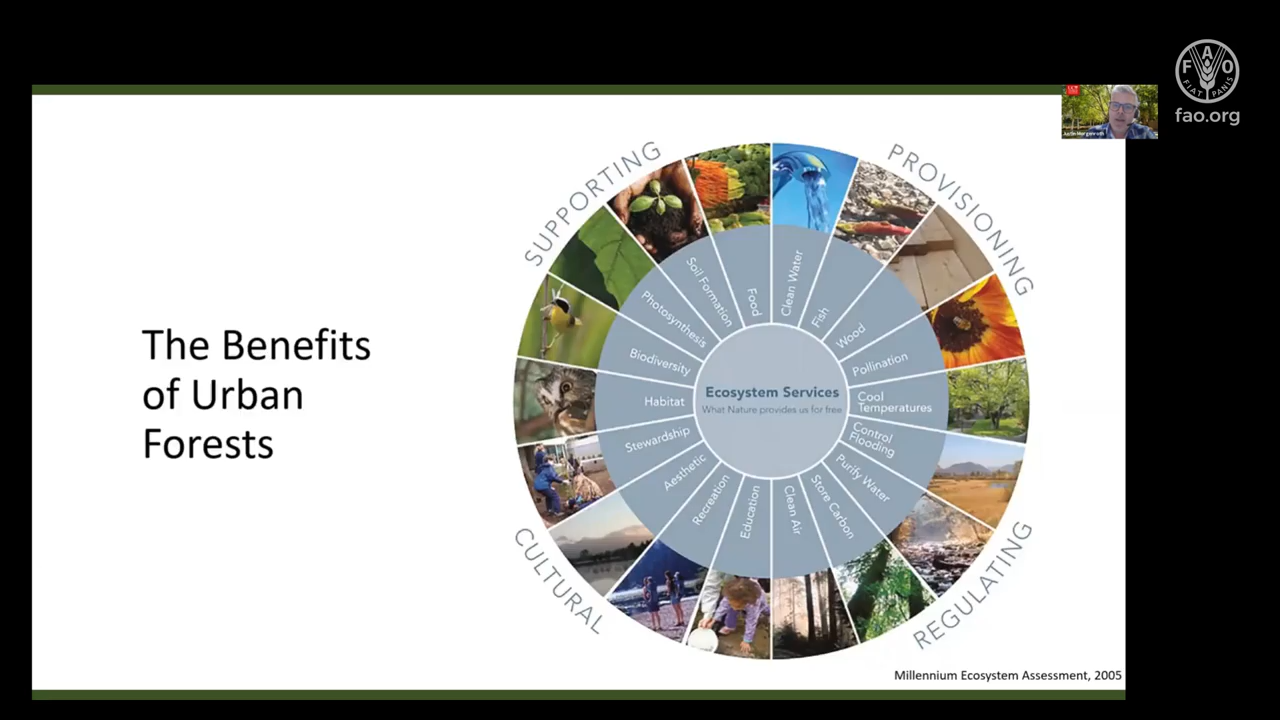 F A O
FIAT PANIS
fao.org
The Benefits
of Urban
Forests
SUPPORTING
PROVISIONING
REGULATING
CULTURAL
Ecosystem Services
What Nature provides us for free
Clean Water
Fish
Wood
Pollination
Cool
Temperatures
Control
Flooding
Purify Water
Store Carbon
Clean Air
Education
Recreation
Aesthetic
Stewardship
Habitat
Biodiversity
Photosynthesis
Soil Formation
Food
Millennium Ecosystem Assessment, 2005